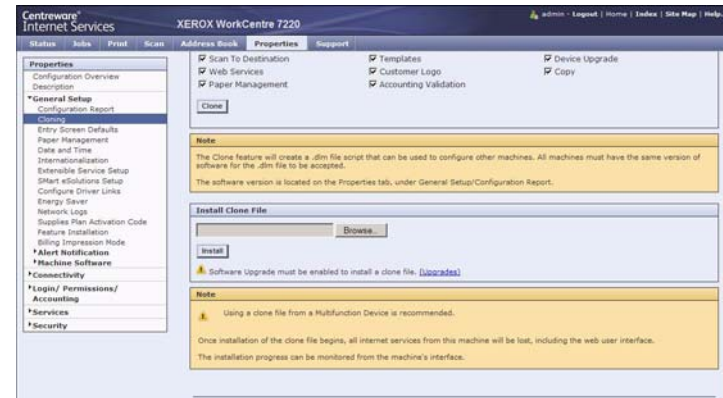 Centreware®
Internet Services
XEROX WorkCentre 7220
admin - Logout | Home | Index | Site Map | Help
Status Jobs Print Scan Address Book Properties Support
Properties
Configuration Overview
Description
General Setup
Configuration Report
Cloning
Entry Screen Defaults
Paper Management
Date and Time
Internationalization
Extensible Service Setup
SMart eSolutions Setup
Configure Driver Links
Energy Saver
Network Logs
Supplies Plan Activation Code
Feature Installation
Billing Impression Mode
Alert Notification
Machine Software
Connectivity
Login/ Permissions/
Accounting
Services
Security
Scan To Destination Templates Device Upgrade
Web Services Customer Logo Copy
Paper Management Accounting Validation
Clone
Note
The Clone feature will create a .dlm file script that can be used to configure other machines. All machines must have the same version of
software for the .dlm file to be accepted.
The software version is located on the Properties tab, under General Setup/Configuration Report.
Install Clone File
Browse...
Install
Software Upgrade must be enabled to install a clone file. (Upgrades)
Note
Using a clone file from a Multifunction Device is recommended.
Once installation of the clone file begins, all internet services from this machine will be lost, including the web user interface.
The installation progress can be monitored from the machine's interface.